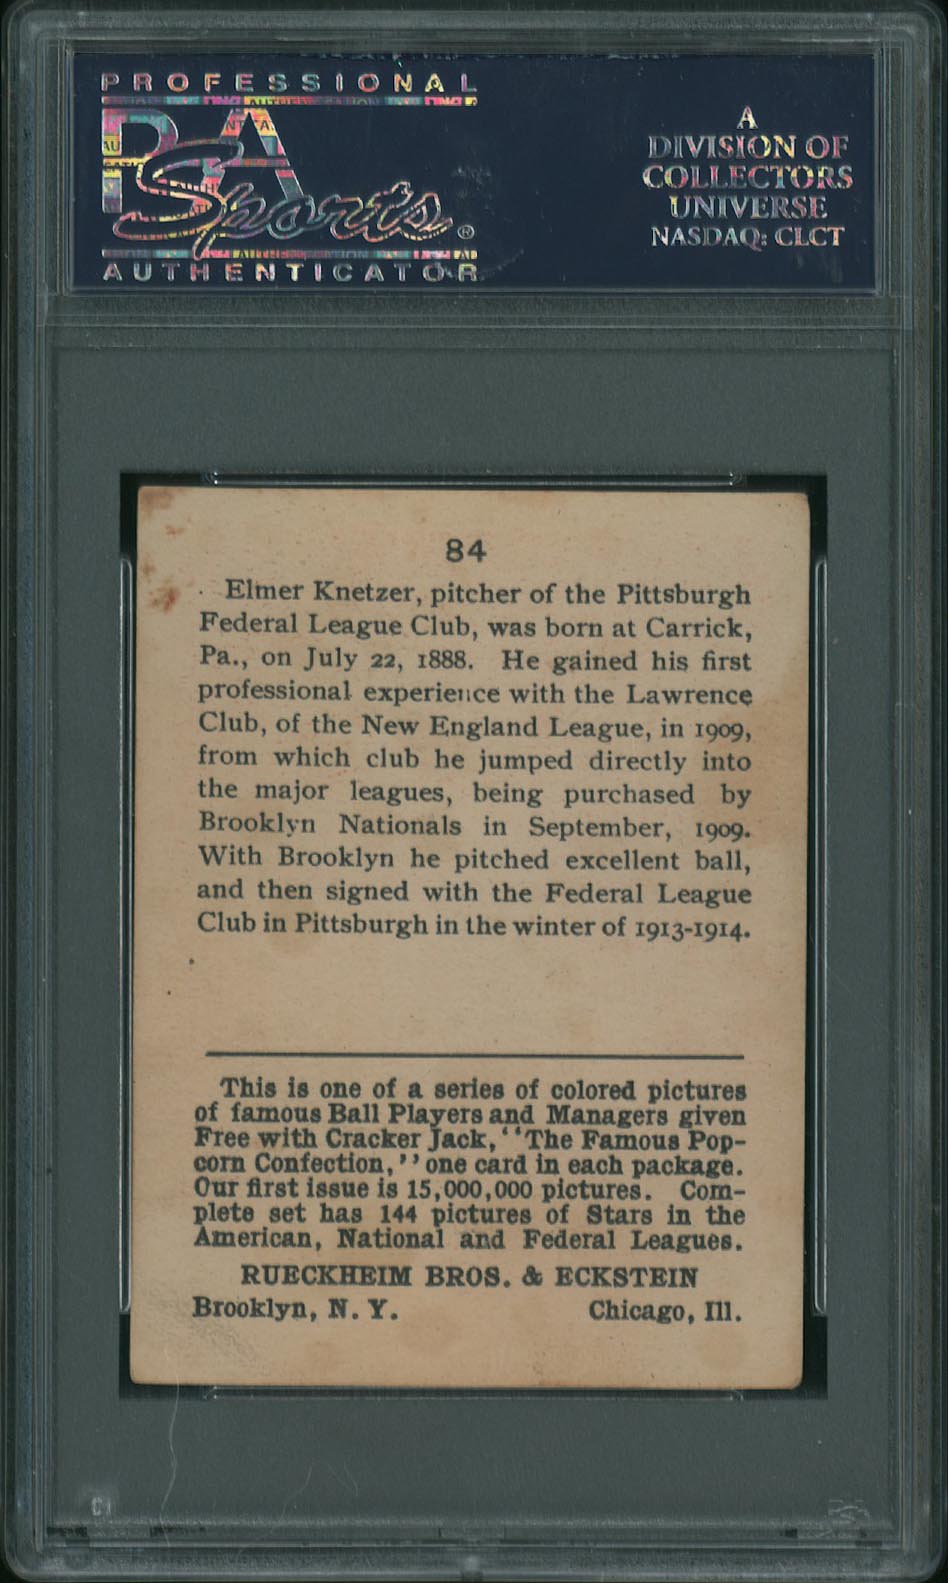 PROFESSIONAL
PSA
Sports®
AUTHENTICATOR
A
DIVISION OF
COLLECTORS
UNIVERSE
NASDAQ: CLCT
84
Elmer Knetzer, pitcher of the Pittsburgh
Federal League Club, was born at Carrick,
Pa., on July 22, 1888. He gained his first
professional experience with the Lawrence
Club, of the New England League, in 1909,
from which club he jumped directly into
the major leagues, being purchased by
Brooklyn Nationals in September, 1909.
With Brooklyn he pitched excellent ball,
and then signed with the Federal League
Club in Pittsburgh in the winter of 1913-1914.
This is one of a series of colored pictures
of famous Ball Players and Managers given
Free with Cracker Jack, "The Famous Pop-
corn Confection," one card in each package.
Our first issue is 15,000,000 pictures. Com-
plete set has 144 pictures of Stars in the
American, National and Federal Leagues.
RUECKHEIM BROS. & ECKSTEIN
Brooklyn, N. Y. Chicago, Ill.